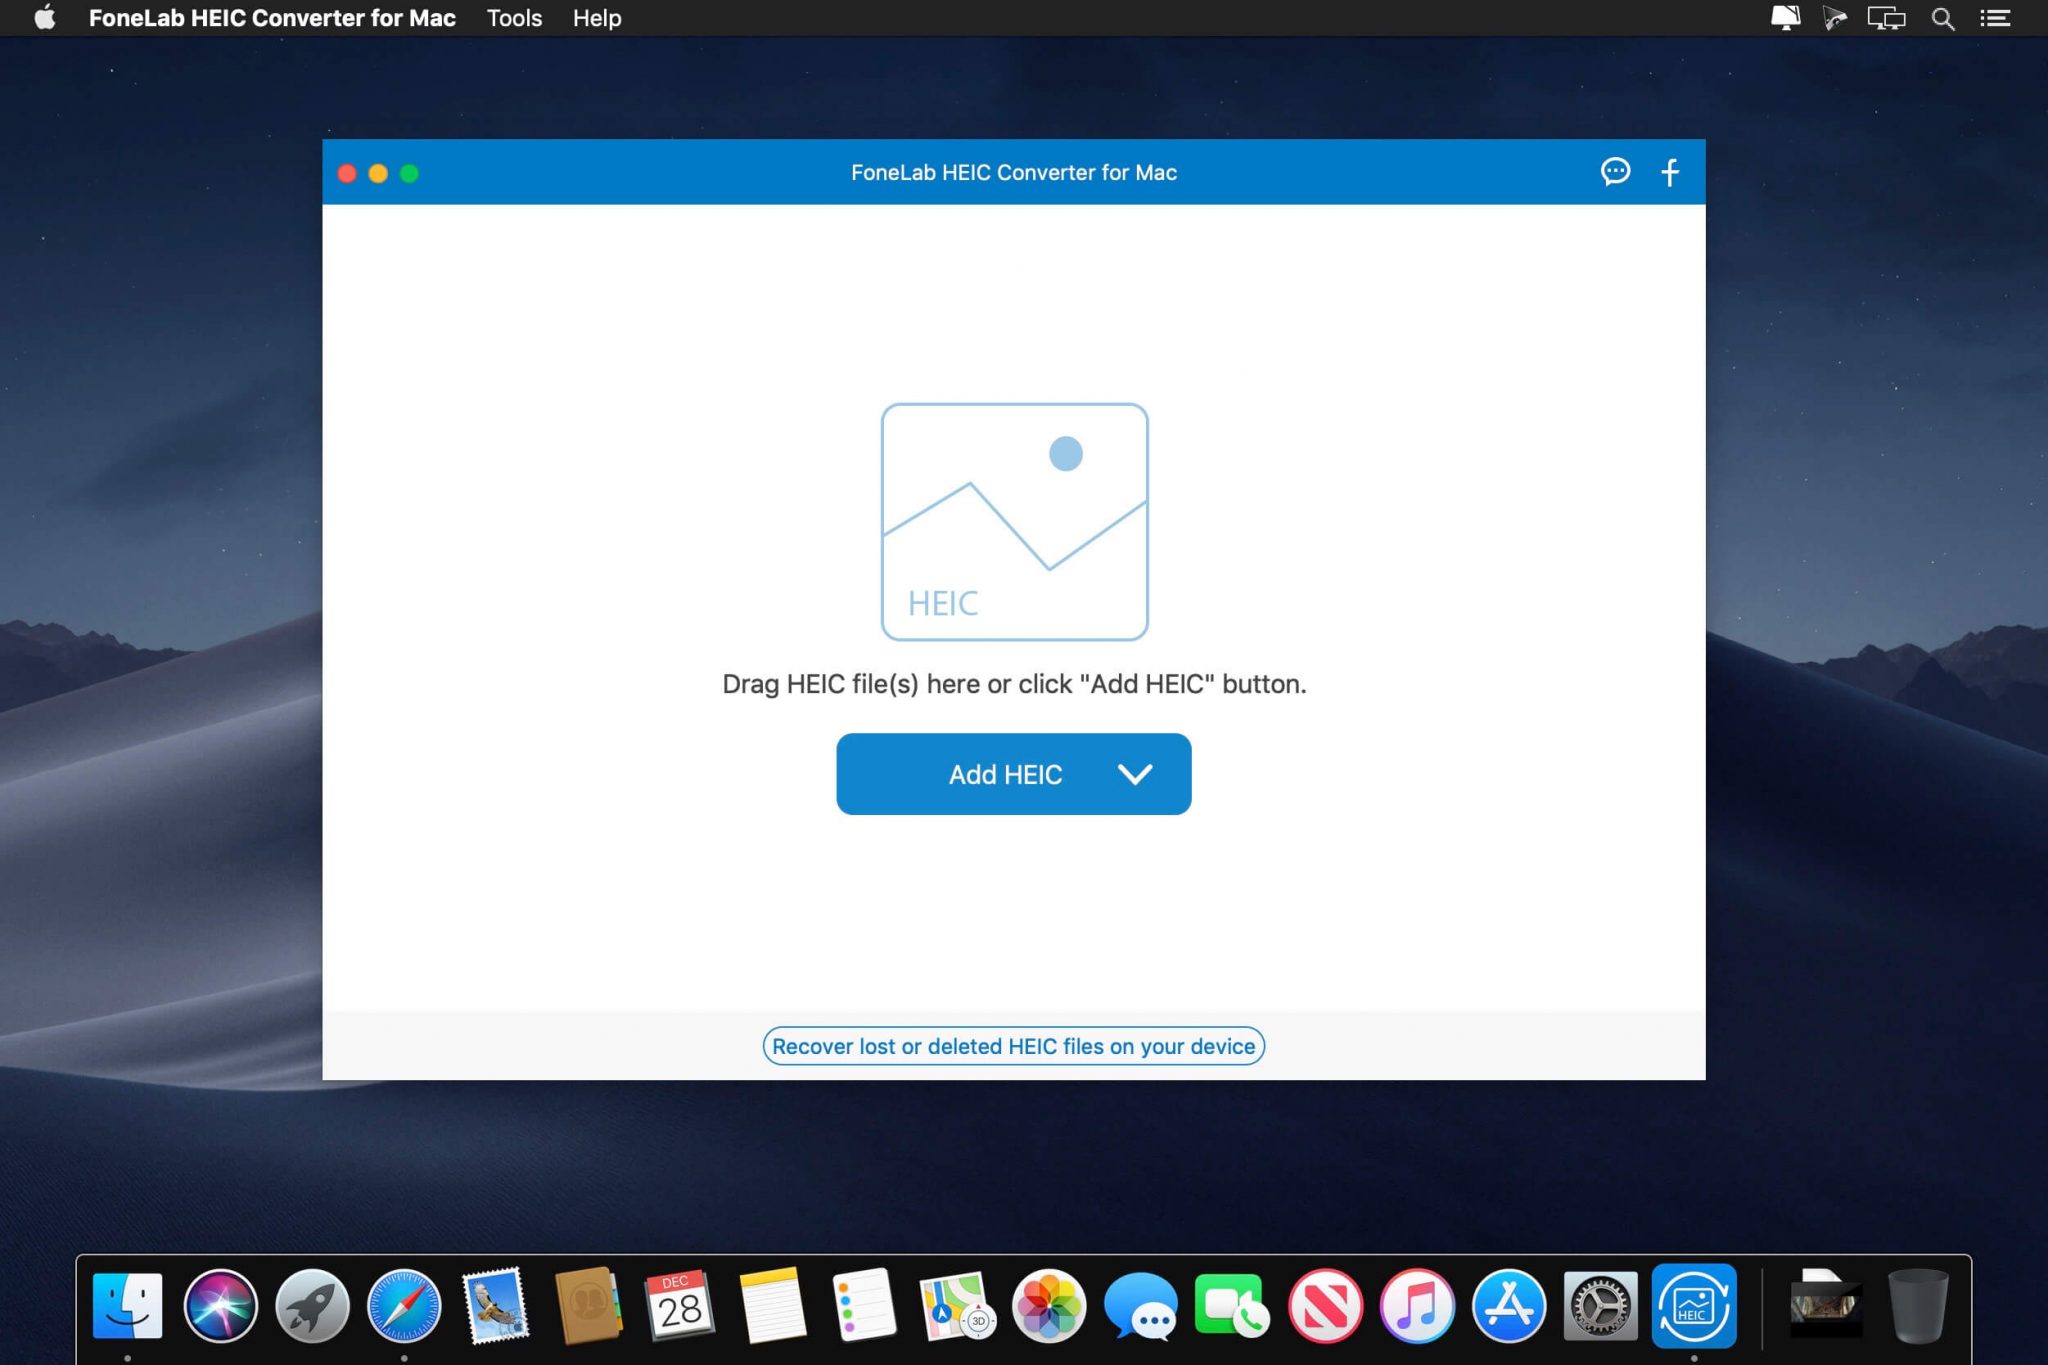 FoneLab HEIC Converter for Mac Tools Help
FoneLab HEIC Converter for Mac
HEIC
Drag HEIC file(s) here or click "Add HEIC" button.
Add HEIC
Recover lost or deleted HEIC files on your device
DEC
28
3D
HEIC